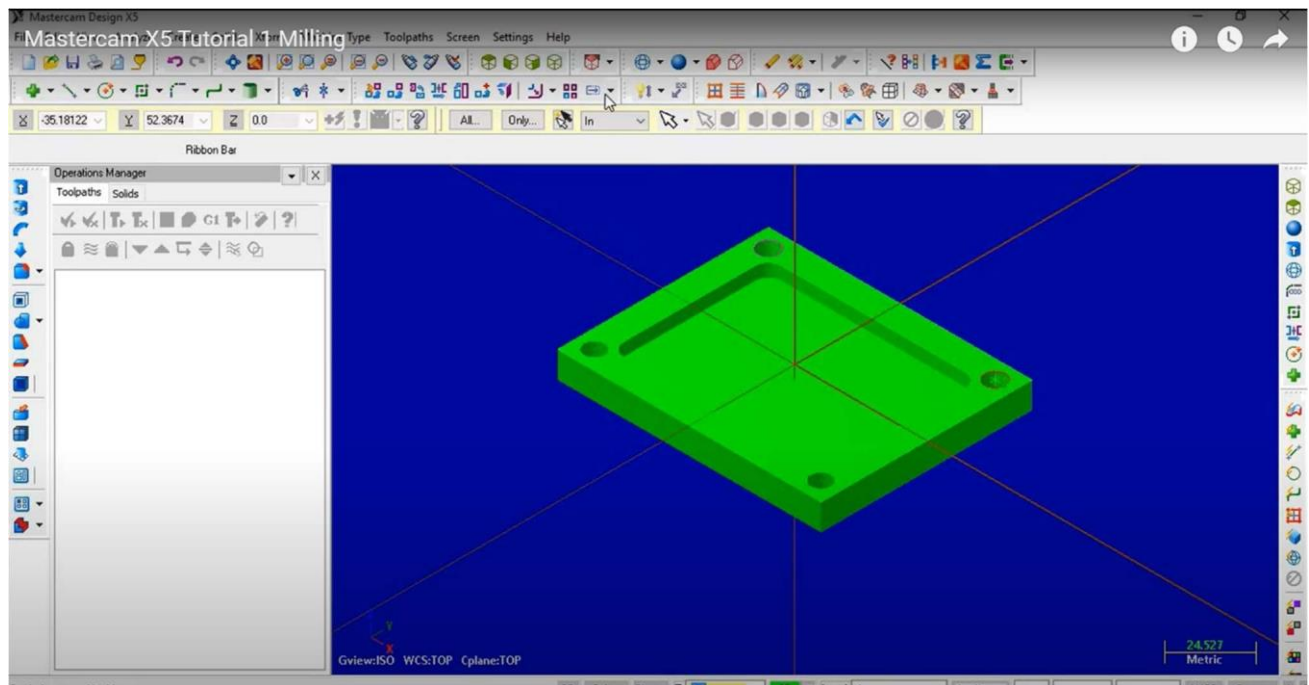 Mastercam Design X5
Mastercam X5 Tutorial 1 Milling
Type Toolpaths Screen Settings Help
X -35.18122 Y 52.3674 Z 0.0 All... Only... In
Ribbon Bar
Operations Manager
Toolpaths Solids
G1
Y
X
Gview:ISO WCS:TOP Cplane:TOP
24.527
Metric